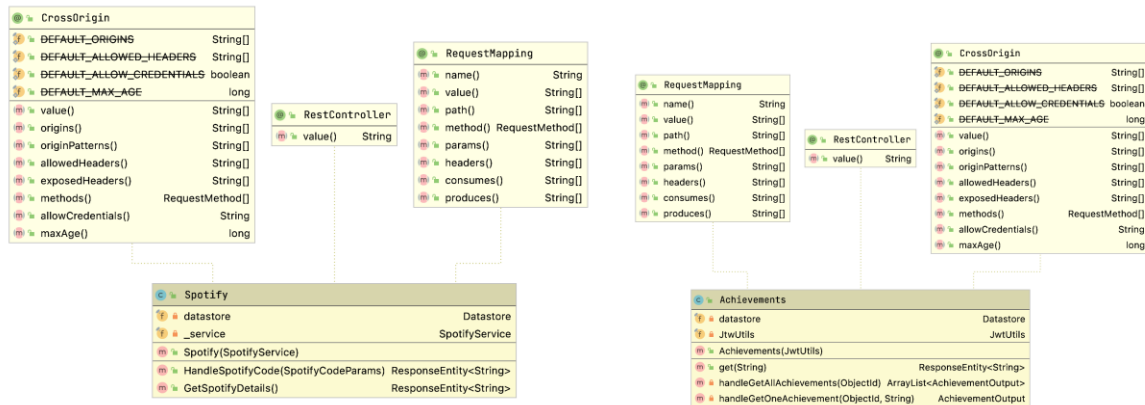 CrossOrigin
DEFAULT_ORIGINS String[]
DEFAULT_ALLOWED_HEADERS String[]
DEFAULT_ALLOW_CREDENTIALS boolean
DEFAULT_MAX_AGE long
value() String[]
origins() String[]
originPatterns() String[]
allowedHeaders() String[]
exposedHeaders() String[]
methods() RequestMethod[]
allowCredentials() String
maxAge() long
RestController
value() String
RequestMapping
name() String
value() String[]
path() String[]
method() RequestMethod[]
params() String[]
headers() String[]
consumes() String[]
produces() String[]
Spotify
datastore Datastore
_service SpotifyService
Spotify(SpotifyService)
HandleSpotifyCode(SpotifyCodeParams) ResponseEntity<String>
GetSpotifyDetails() ResponseEntity<String>
RequestMapping
name() String
value() String[]
path() String[]
method() RequestMethod[]
params() String[]
headers() String[]
consumes() String[]
produces() String[]
RestController
value() String
CrossOrigin
DEFAULT_ORIGINS String[]
DEFAULT_ALLOWED_HEADERS String[]
DEFAULT_ALLOW_CREDENTIALS boolean
DEFAULT_MAX_AGE long
value() String[]
origins() String[]
originPatterns() String[]
allowedHeaders() String[]
exposedHeaders() String[]
methods() RequestMethod[]
allowCredentials() String
maxAge() long
Achievements
datastore Datastore
JtwUtils JwtUtils
Achievements(JwtUtils)
get(String) ResponseEntity<String>
handleGetAllAchievements(ObjectId) ArrayList<AchievementOutput>
handleGetOneAchievement(ObjectId, String) AchievementOutput